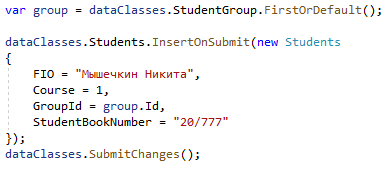 var group = dataClasses.StudentGroup.FirstOrDefault();
dataClasses.Students.InsertOnSubmit(new Students
{
FIO = "Мышечкин Никита",
Course = 1,
GroupId = group.Id,
StudentBookNumber = "20/777"
});
dataClasses.SubmitChanges();